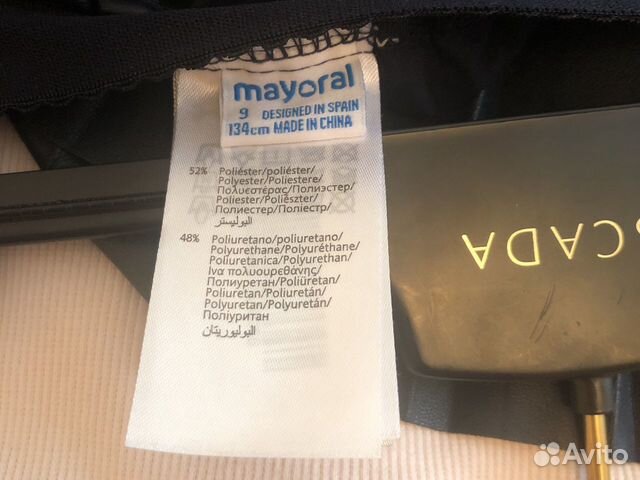 mayoral
9 DESIGNED IN SPAIN
134cm MADE IN CHINA
52% Poliéster/poliéster/
Polyester/Poliestere/
Πολυεστέρας/Полиэстер/
Poliester/Poliészter/
Полиестер/Поліестр/
البوليستر
48% Poliuretano/poliuretano/
Polyurethane/Polyuréthane/
Poliuretanica/Polyurethan/
Ινα πολυουρεθάνης/
Полиуретан/Poliüretan/
Poliuretan/Poliuretán/
Polyuretan/Polyuretán/
Поліуритан
البوليوريتان
SCADA
Avito